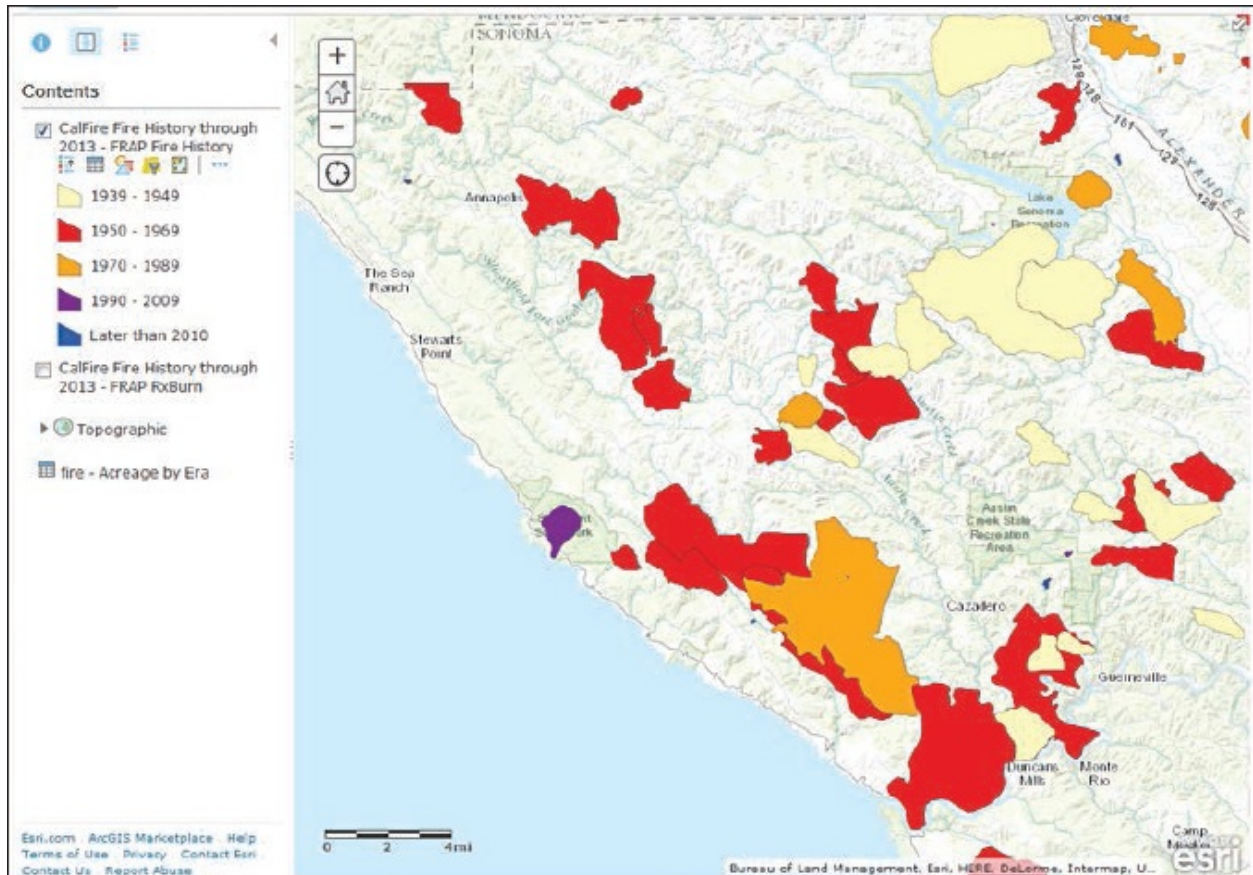 Contents
CalFire Fire History through
2013 - FRAP Fire History
1939 - 1949
1950 - 1969
1970 - 1989
1990 - 2009
Later than 2010
CalFire Fire History through
2013 - FRAP RxBurn
Topographic
fire - Acreage by Era
Esri.com ArcGIS Marketplace Help
Terms of Use Privacy Contact Esri
Contact Us Report Abuse
MENDOCINO
SONOMA
128
128
ALEXANDER
Annapolis
Lake
Sonoma
Recreation
The Sea
Ranch
Stewarts
Point
Austin
Creek State
Recreation
Area
Cazadero
Guerneville
Duncans
Mills
Monte
Rio
Camp
0 2 4mi
Bureau of Land Management, Esri, HERE, DeLorme, Intermap, U...
esri